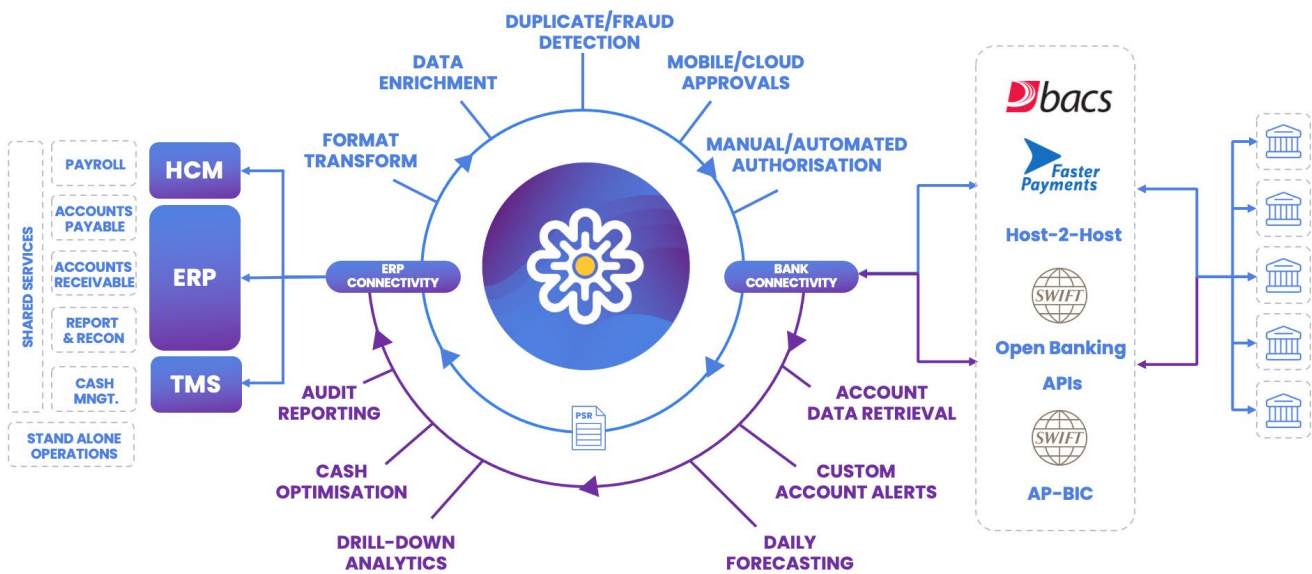 SHARED SERVICES
PAYROLL
ACCOUNTS
PAYABLE
ACCOUNTS
RECEIVABLE
REPORT
& RECON
CASH
MNGT.
STAND ALONE
OPERATIONS
HCM
ERP
TMS
ERP
CONNECTIVITY
FORMAT
TRANSFORM
DATA
ENRICHMENT
DUPLICATE/FRAUD
DETECTION
MOBILE/CLOUD
APPROVALS
MANUAL/AUTOMATED
AUTHORISATION
BANK
CONNECTIVITY
ACCOUNT
DATA RETRIEVAL
CUSTOM
ACCOUNT ALERTS
DAILY
FORECASTING
DRILL-DOWN
ANALYTICS
CASH
OPTIMISATION
AUDIT
REPORTING
PSR
bacs
Faster
Payments
Host-2-Host
SWIFT
Open Banking
APIs
SWIFT
AP-BIC